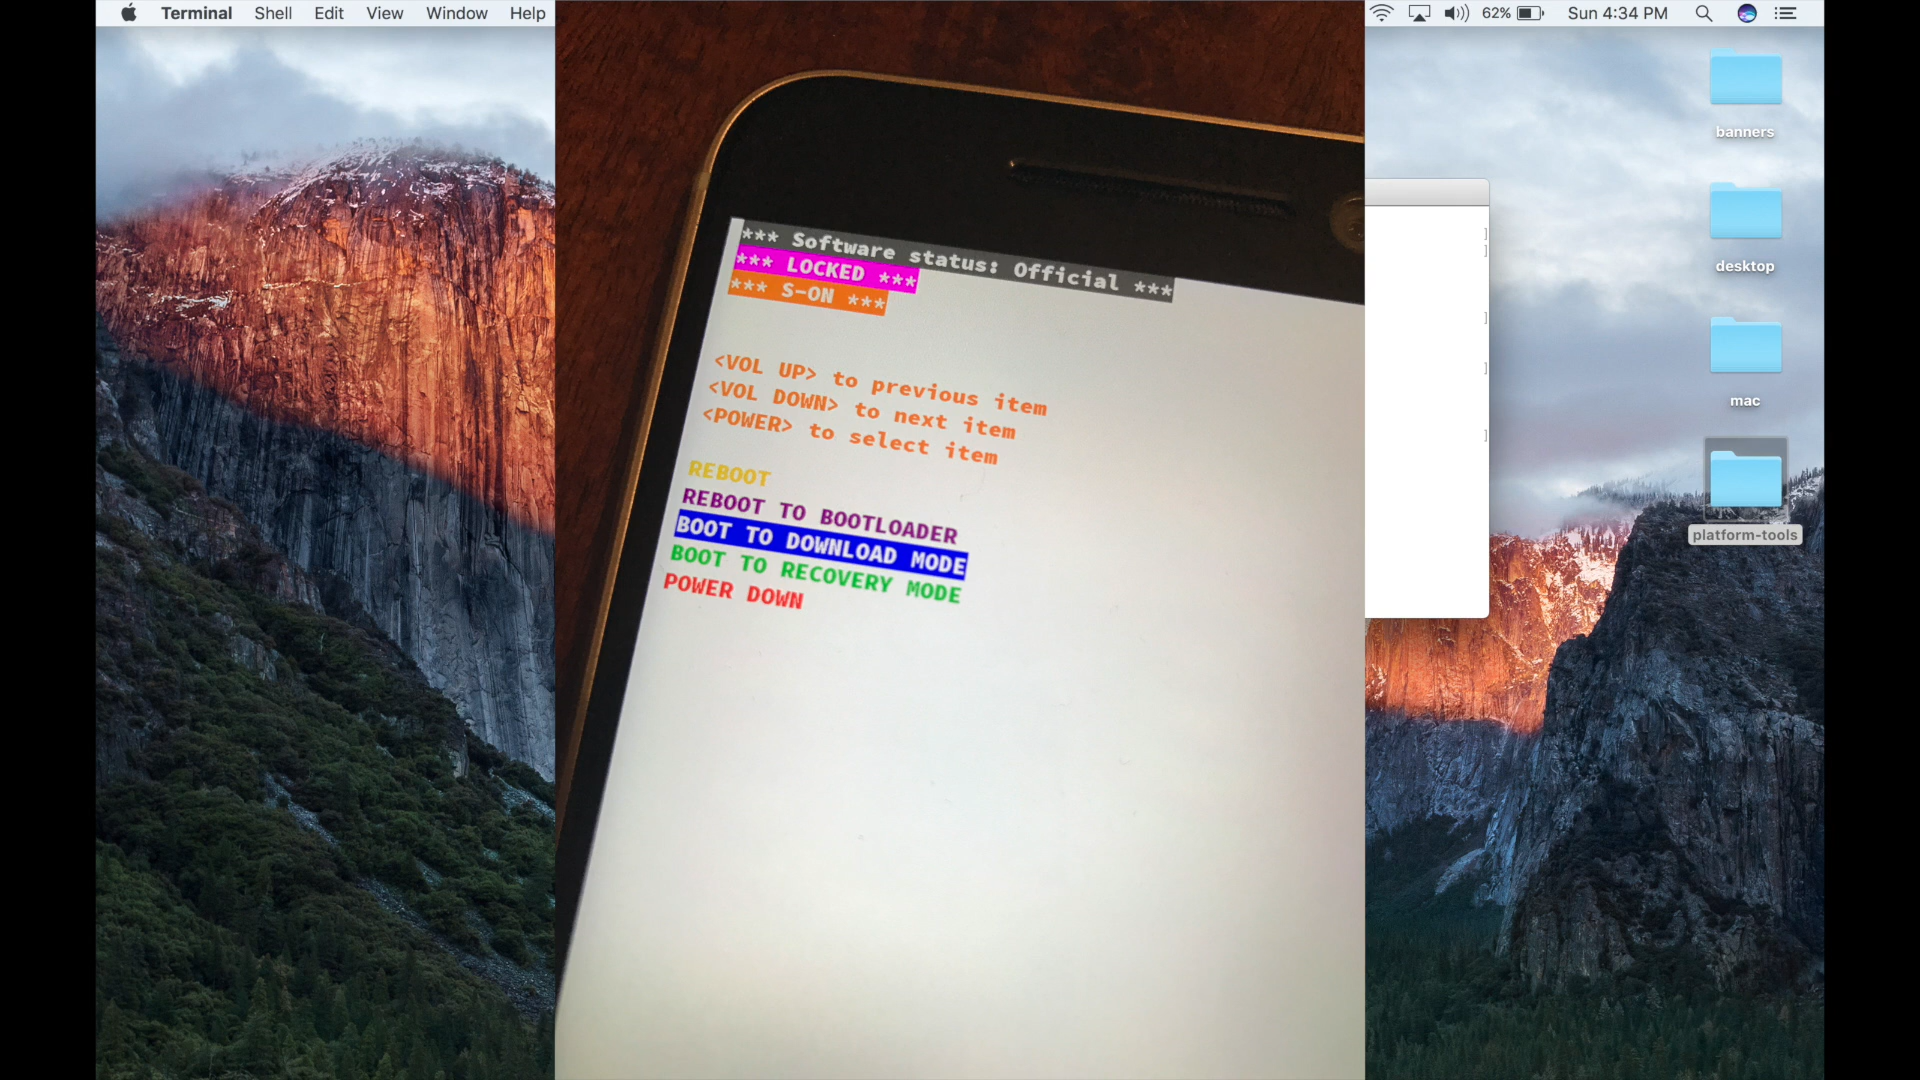 Terminal Shell Edit View Window Help
62% Sun 4:34 PM
banners
desktop
mac
platform-tools
*** Software status: Official ***
*** LOCKED ***
*** S-ON ***
<VOL UP> to previous item
<VOL DOWN> to next item
<POWER> to select item
REBOOT
REBOOT TO BOOTLOADER
BOOT TO DOWNLOAD MODE
BOOT TO RECOVERY MODE
POWER DOWN